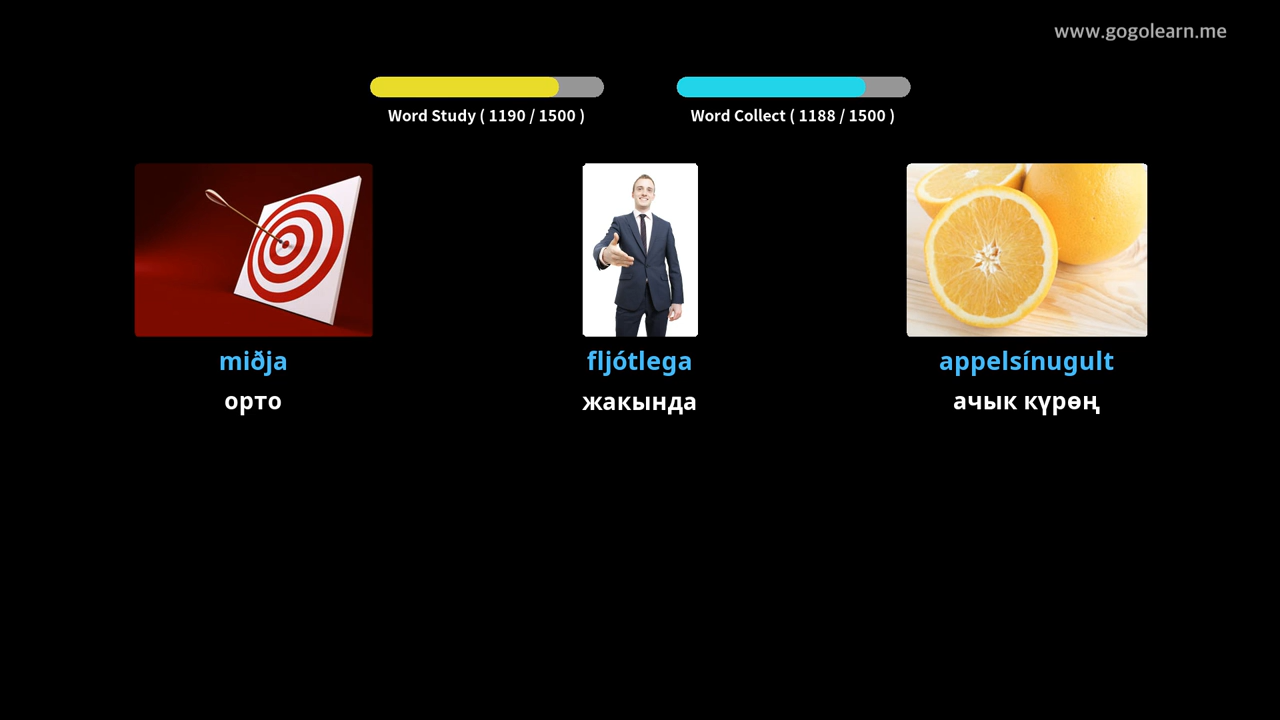 www.gogolearn.me
Word Study ( 1190 / 1500 )
Word Collect ( 1188 / 1500 )
miðja
fljótlega
appelsínugult
орто
жакында
ачык күрөң